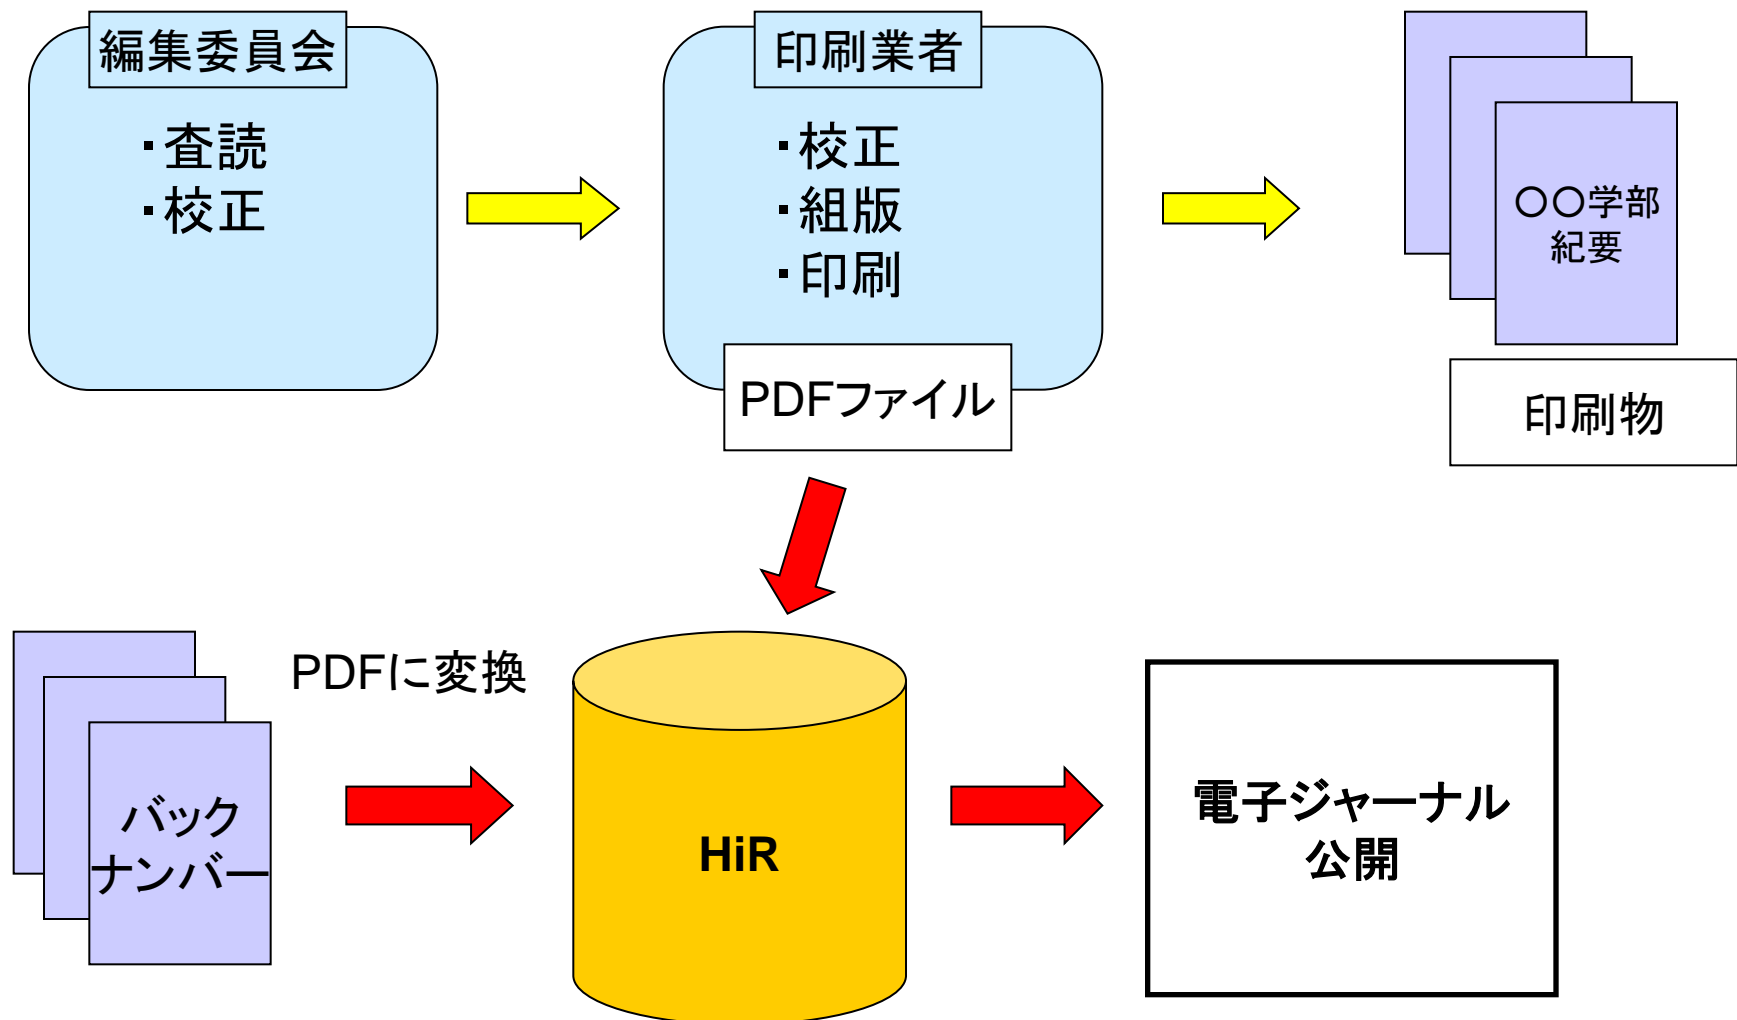 編集委員会
・査読
・校正
印刷業者
・校正
・組版
・印刷
PDFファイル
〇〇学部
紀要
印刷物
バック
ナンバー
PDFに変換
HiR
電子ジャーナル
公開